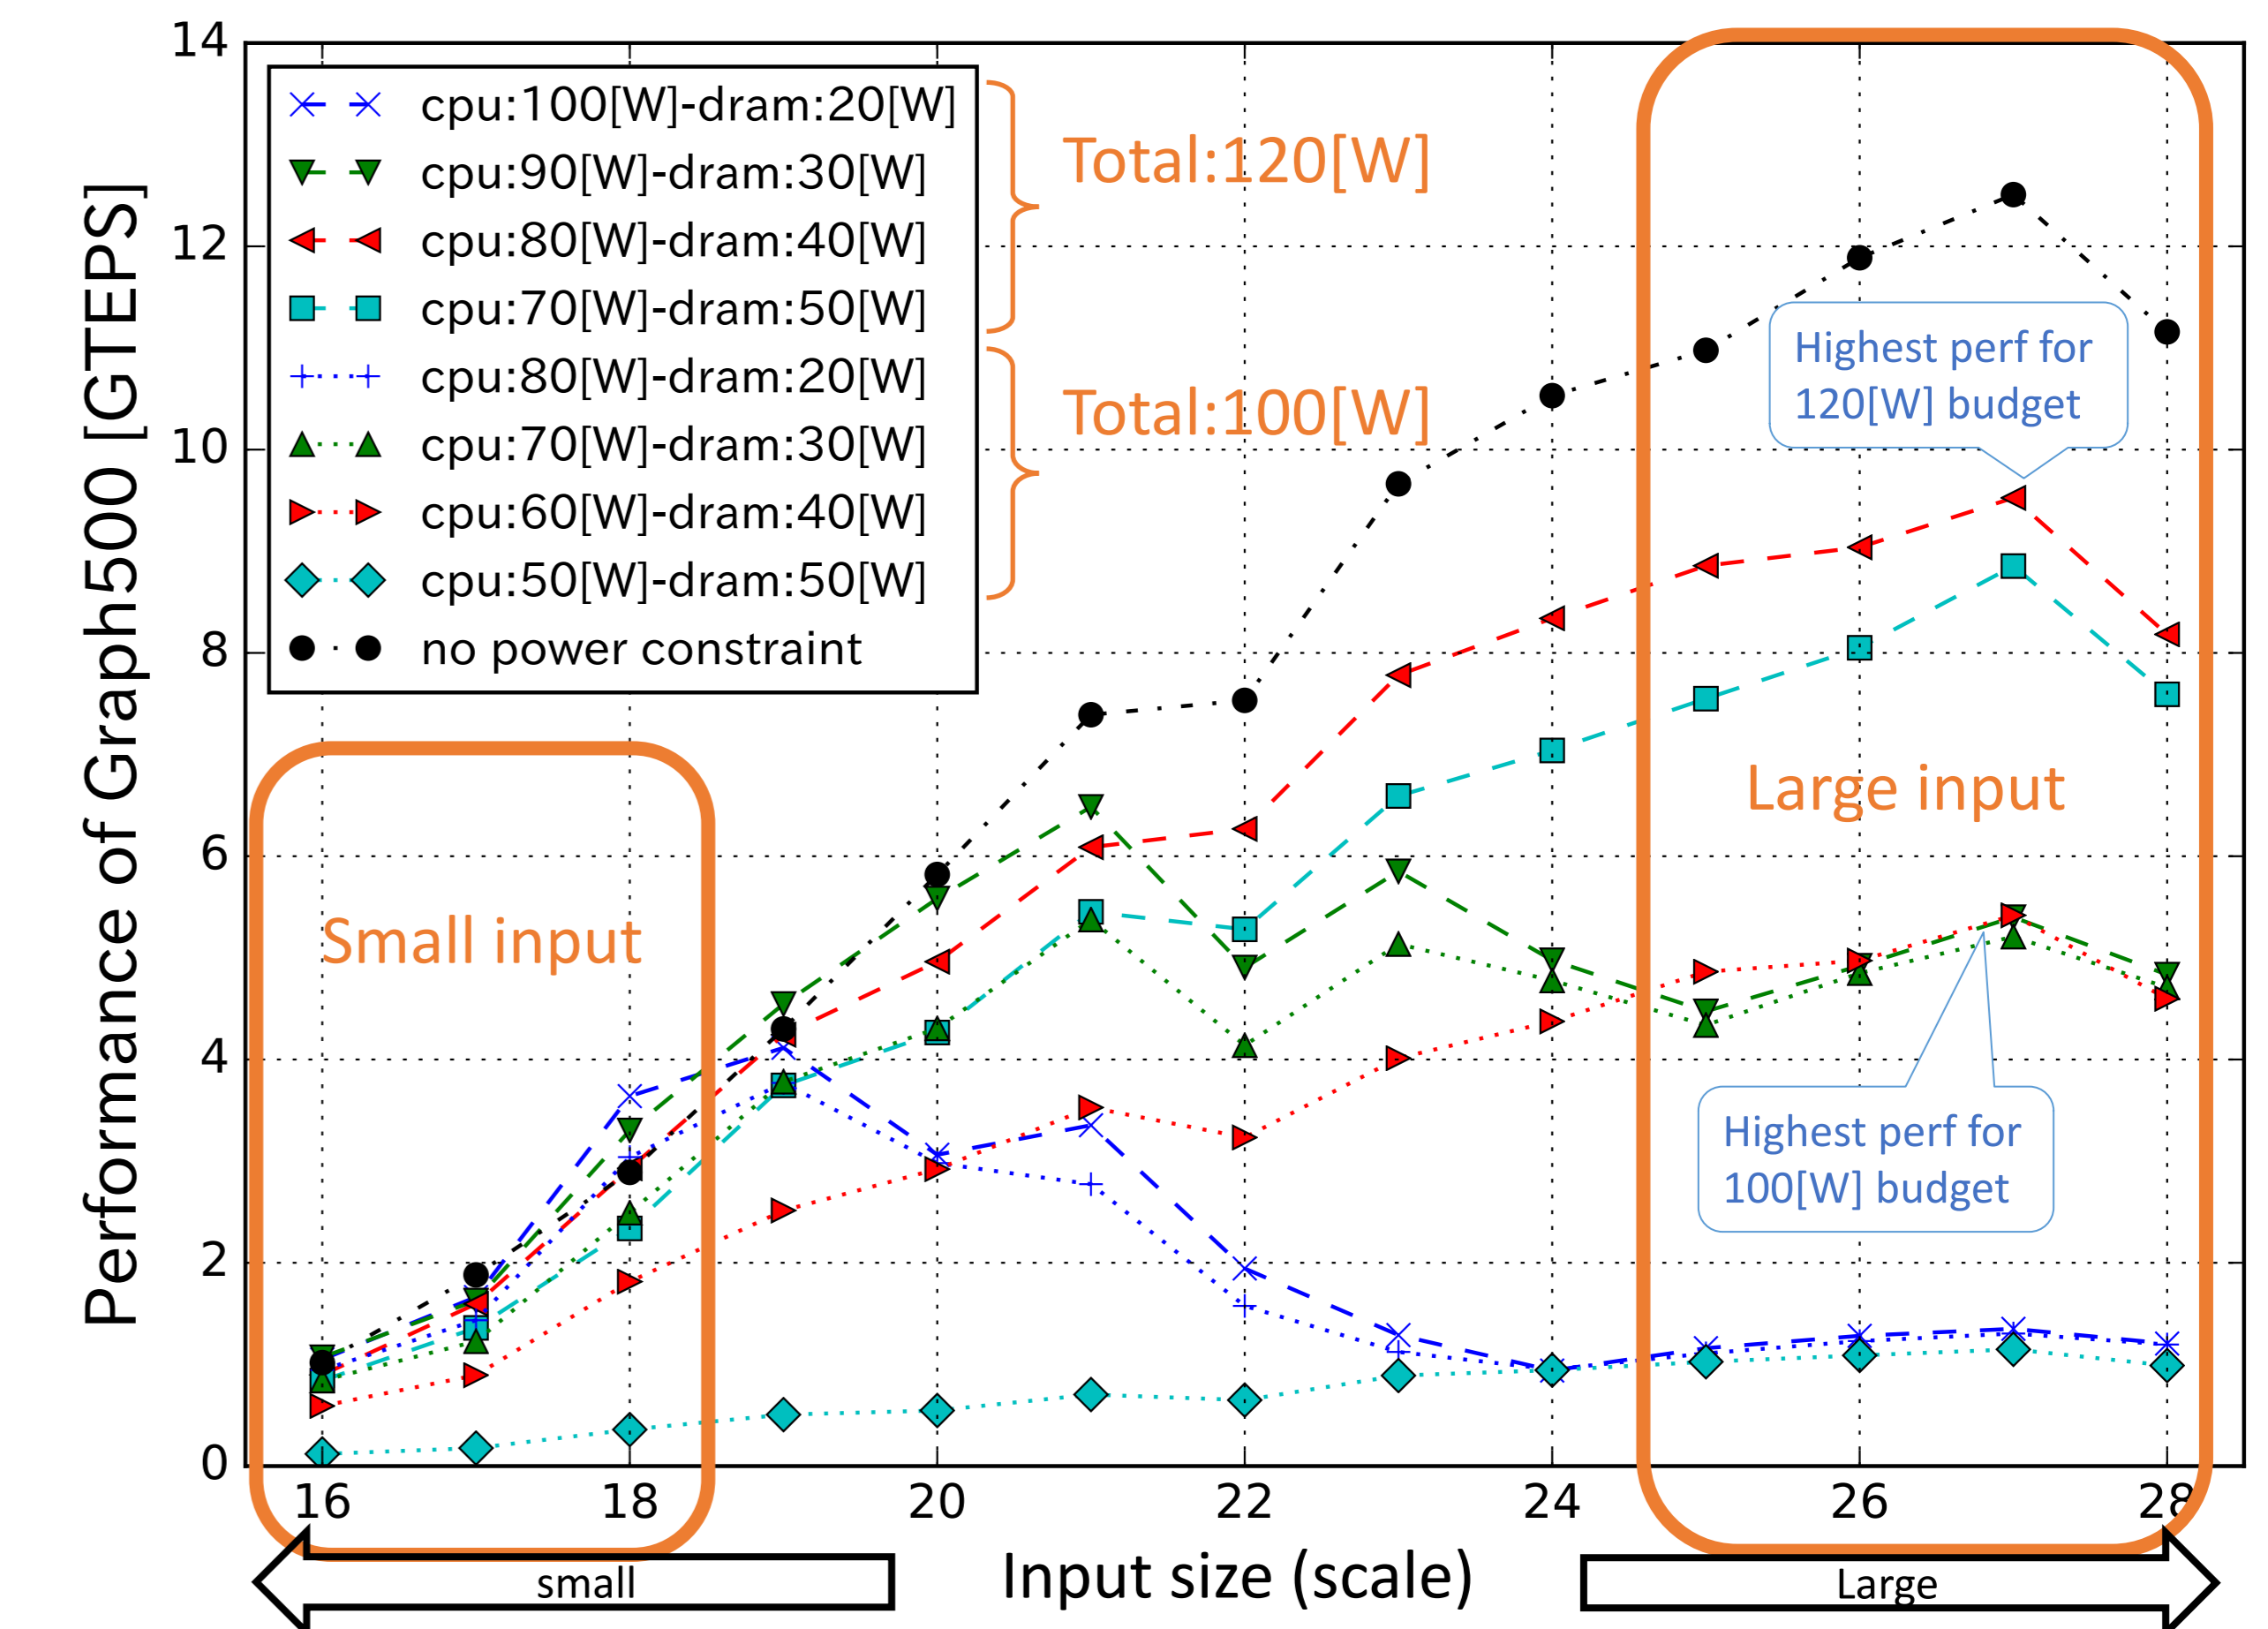 Performance of Graph500 [GTEPS]
14
12
10
8
6
4
2
0
cpu:100[W]-dram:20[W]
cpu:90[W]-dram:30[W]
cpu:80[W]-dram:40[W]
cpu:70[W]-dram:50[W]
cpu:80[W]-dram:20[W]
cpu:70[W]-dram:30[W]
cpu:60[W]-dram:40[W]
cpu:50[W]-dram:50[W]
no power constraint
Total:120[W]
Total:100[W]
Highest perf for
120[W] budget
Large input
Small input
Highest perf for
100[W] budget
16 18 20 22 24 26 28
small
Input size (scale)
Large